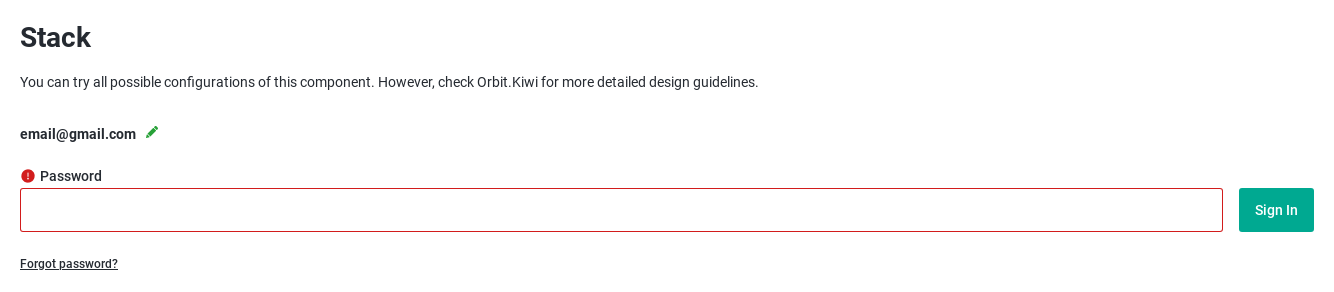 Stack
You can try all possible configurations of this component. However, check Orbit.Kiwi for more detailed design guidelines.
email@gmail.com
Password
Sign In
Forgot password?